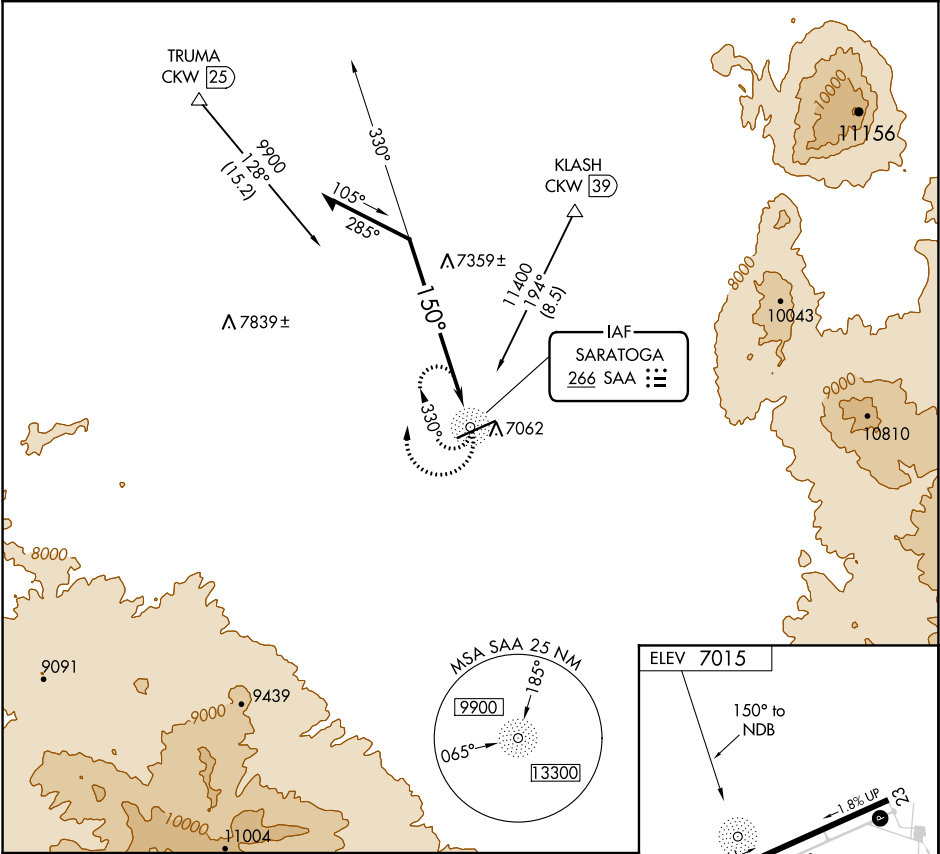 TRUMA
CKW 25
9900
128°
(15.2)
330°
105°
285°
KLASH
CKW 39
11400
194°
(8.5)
10000
11156
7359±
7839±
150°
8000
10043
IAF
SARATOGA
266 SAA
330°
7062
9000
10810
8000
9091
9439
9000
10000
11004
MSA SAA 25 NM
185°
9900
065°
13300
ELEV 7015
150° to
NDB
1.8% UP
23
P